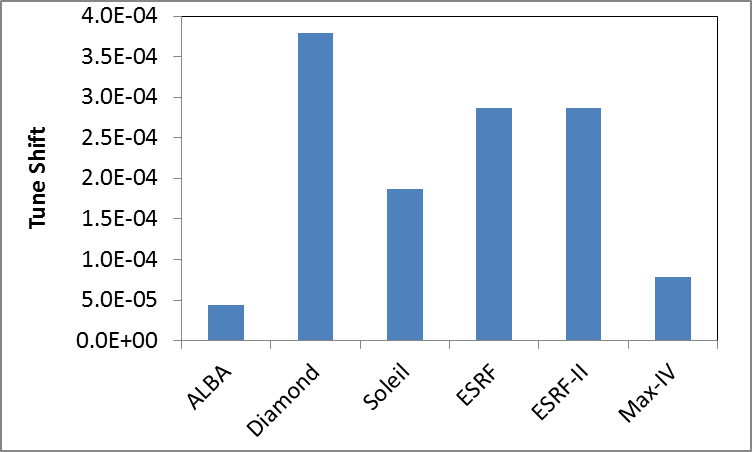 Tune Shift
4.0E-04
3.5E-04
3.0E-04
2.5E-04
2.0E-04
1.5E-04
1.0E-04
5.0E-05
0.0E+00
ALBA
Diamond
Soleil
ESRF
ESRF-II
Max-IV